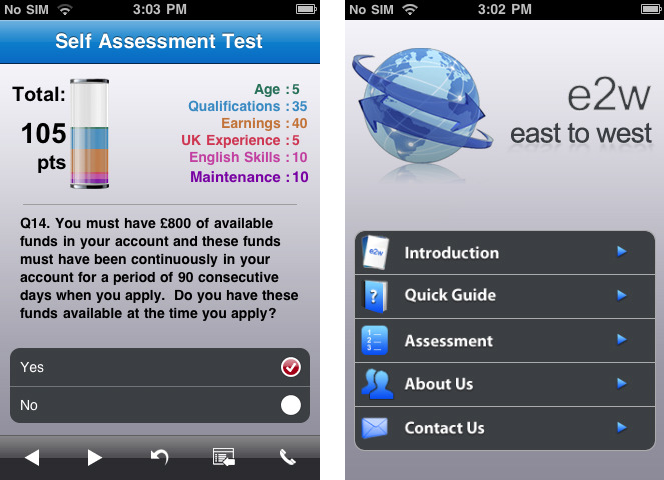 No SIM 3:03 PM
Self Assessment Test
Total:
105
pts
Age : 5
Qualifications : 35
Earnings : 40
UK Experience : 5
English Skills : 10
Maintenance : 10
Q14. You must have £800 of available
funds in your account and these funds
must have been continuously in your
account for a period of 90 consecutive
days when you apply.  Do you have these
funds available at the time you apply?
Yes
No
No SIM 3:02 PM
e2w
east to west
e2w
Introduction
?
Quick Guide
1
2
3
Assessment
About Us
Contact Us